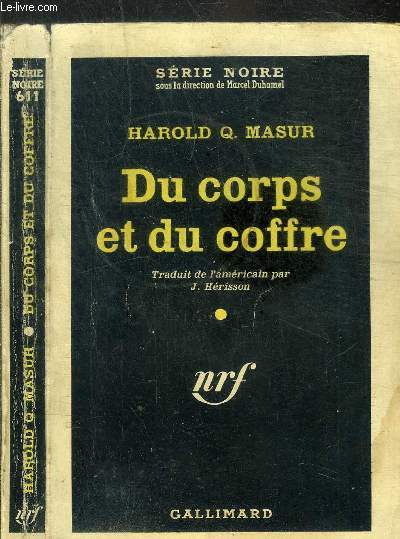 www.le-livre.com
SÉRIE
NOIRE
611
HAROLD Q. MASUR • DU CORPS ET DU COFFRE
nrf
SÉRIE NOIRE
sous la direction de Marcel Duhamel
HAROLD Q. MASUR
Du corps
et du coffre
Traduit de l'américain par
J. Hérisson
nrf
GALLIMARD